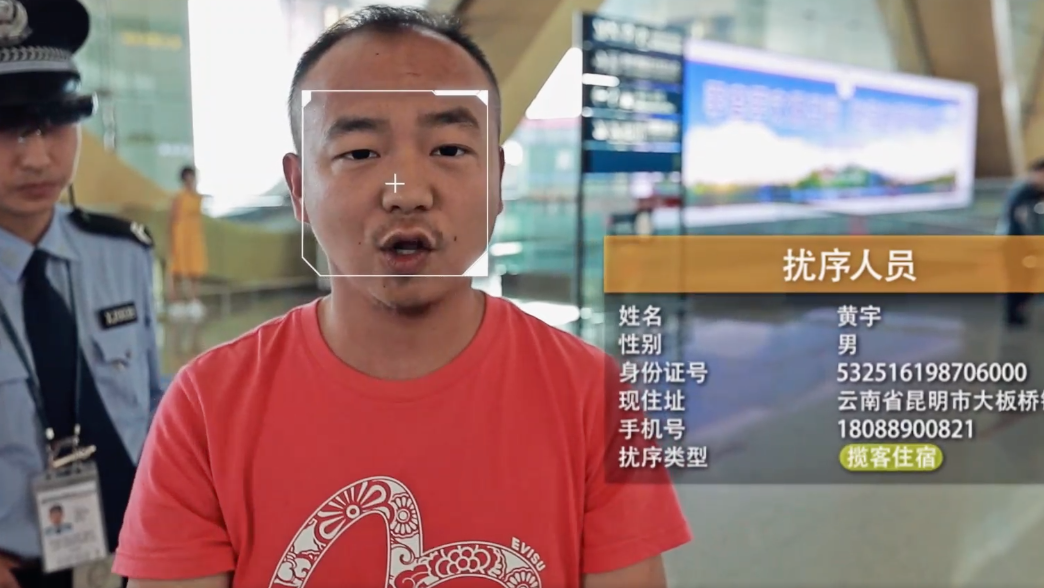 扰序人员
姓名 黄宇
性别 男
身份证号 532516198706000
现住址 云南省昆明市大板桥
手机号 18088900821
扰序类型 揽客住宿
EVISU